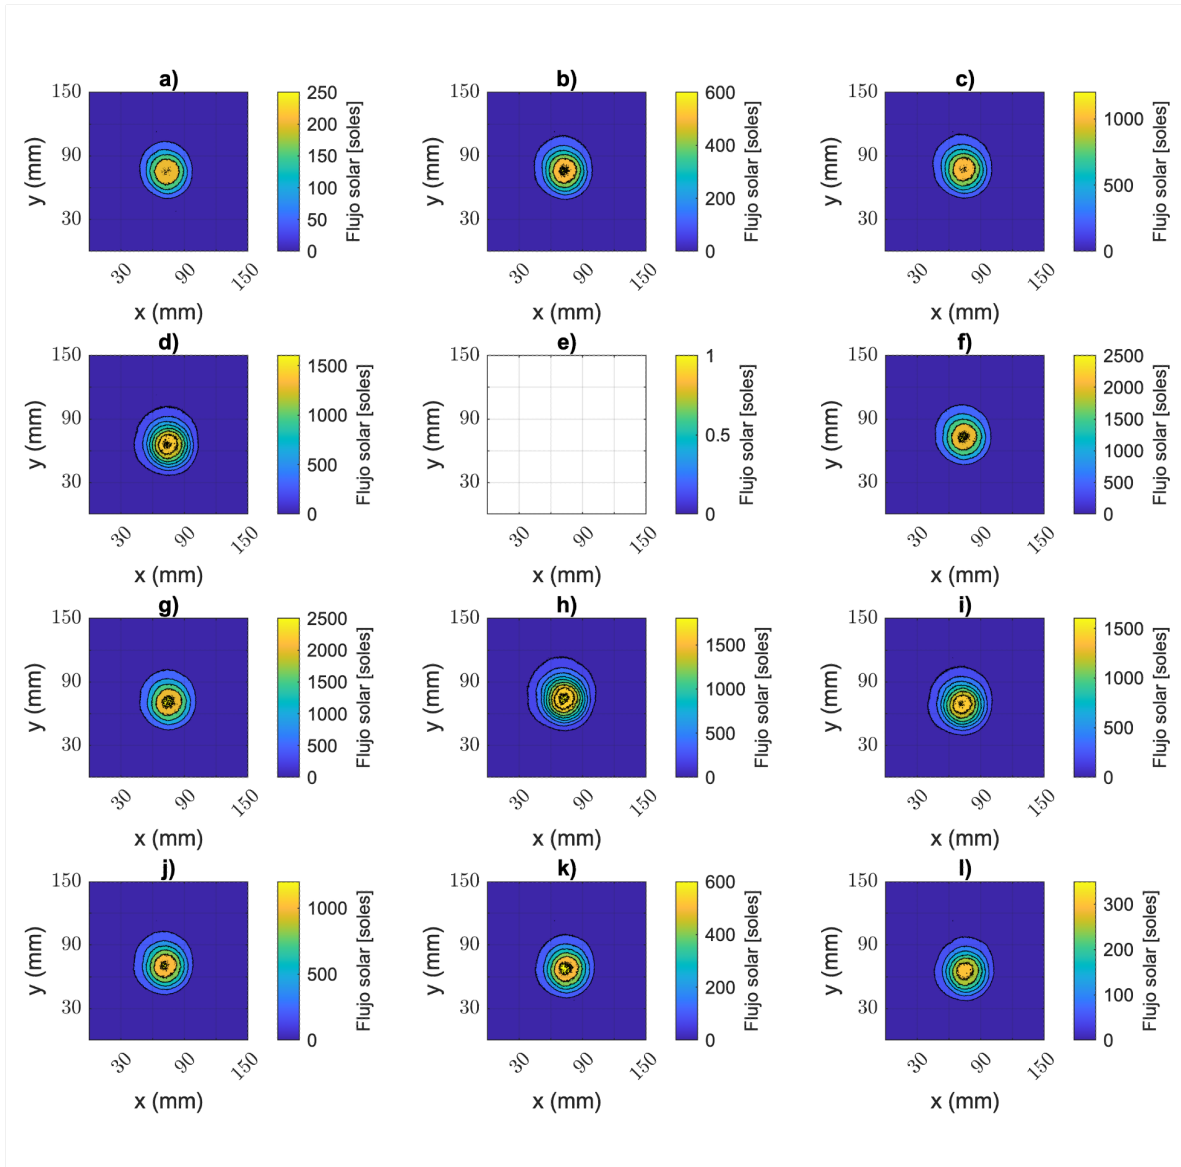 a) b) c)
150 90 30 y (mm) 30 90 150 x (mm) 250 200 150 100 50 0 Flujo solar [soles]
150 90 30 y (mm) 30 90 150 x (mm) 600 400 200 0 Flujo solar [soles]
150 90 30 y (mm) 30 90 150 x (mm) 1000 500 0 Flujo solar [soles]
d) e) f)
150 90 30 y (mm) 30 90 150 x (mm) 1500 1000 500 0 Flujo solar [soles]
150 90 30 y (mm) 30 90 150 x (mm) 1 0.5 0 Flujo solar [soles]
150 90 30 y (mm) 30 90 150 x (mm) 2500 2000 1500 1000 500 0 Flujo solar [soles]
g) h) i)
150 90 30 y (mm) 30 90 150 x (mm) 2500 2000 1500 1000 500 0 Flujo solar [soles]
150 90 30 y (mm) 30 90 150 x (mm) 1500 1000 500 0 Flujo solar [soles]
150 90 30 y (mm) 30 90 150 x (mm) 1500 1000 500 0 Flujo solar [soles]
j) k) l)
150 90 30 y (mm) 30 90 150 x (mm) 1000 500 0 Flujo solar [soles]
150 90 30 y (mm) 30 90 150 x (mm) 600 400 200 0 Flujo solar [soles]
150 90 30 y (mm) 30 90 150 x (mm) 300 200 100 0 Flujo solar [soles]